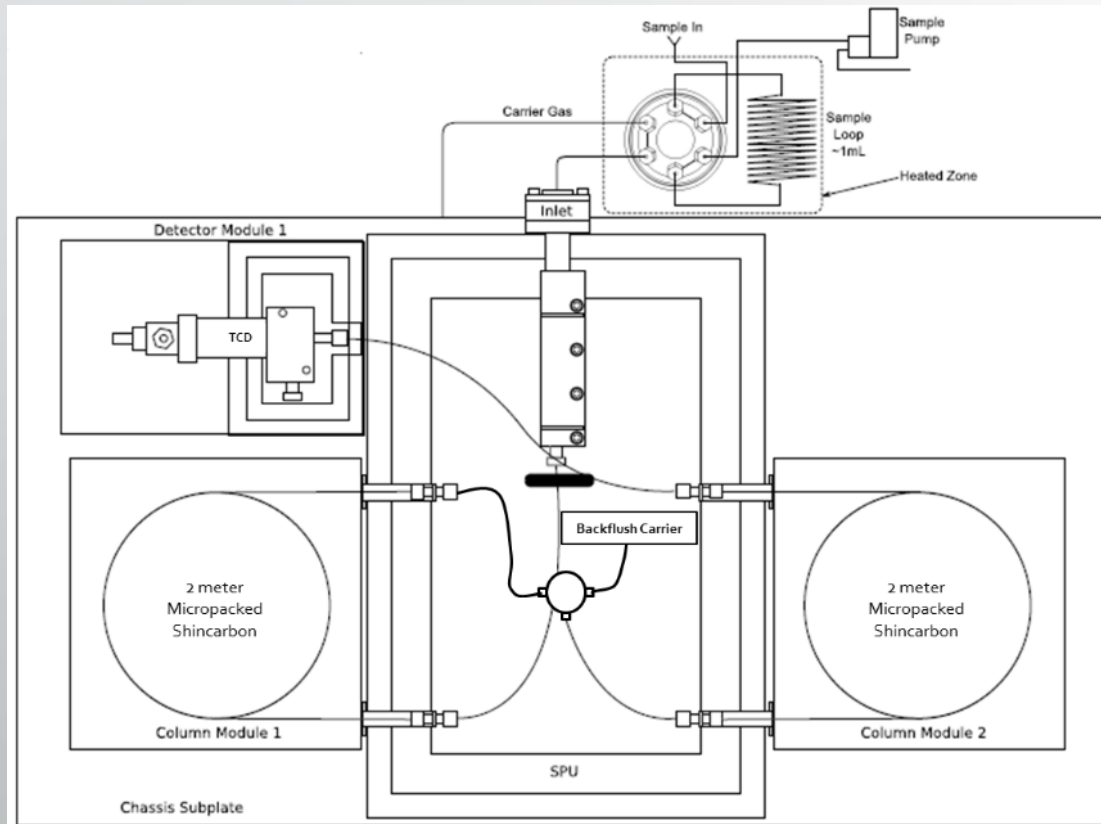 Sample
Pump
Sample In
Carrier Gas
Sample
Loop
~1mL
Heated Zone
Inlet
Detector Module 1
TCD
Backflush Carrier
2 meter
Micropacked
Shincarbon
2 meter
Micropacked
Shincarbon
Column Module 1
Column Module 2
SPU
Chassis Subplate